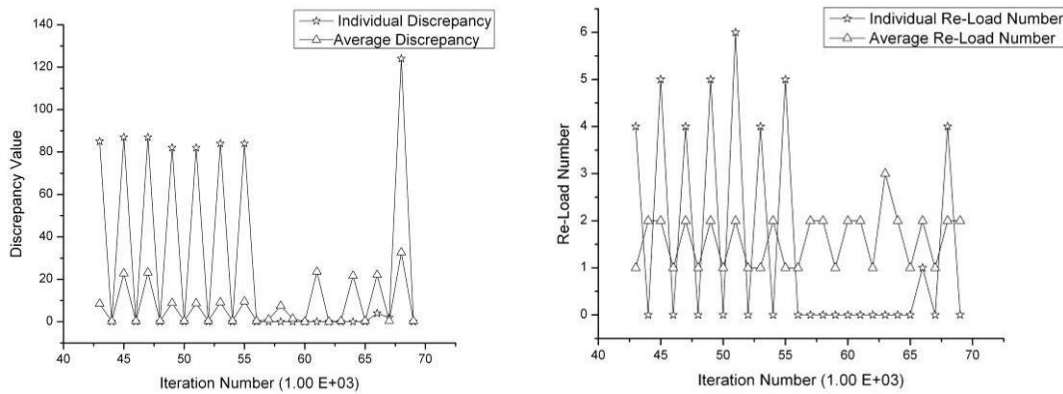 Individual Discrepancy
Average Discrepancy
140
120
100
80
60
40
20
0
Discrepancy Value
40 45 50 55 60 65 70
Iteration Number (1.00 E+03)
Individual Re-Load Number
Average Re-Load Number
6
5
4
3
2
1
0
Re-Load Number
40 45 50 55 60 65 70
Iteration Number (1.00 E+03)